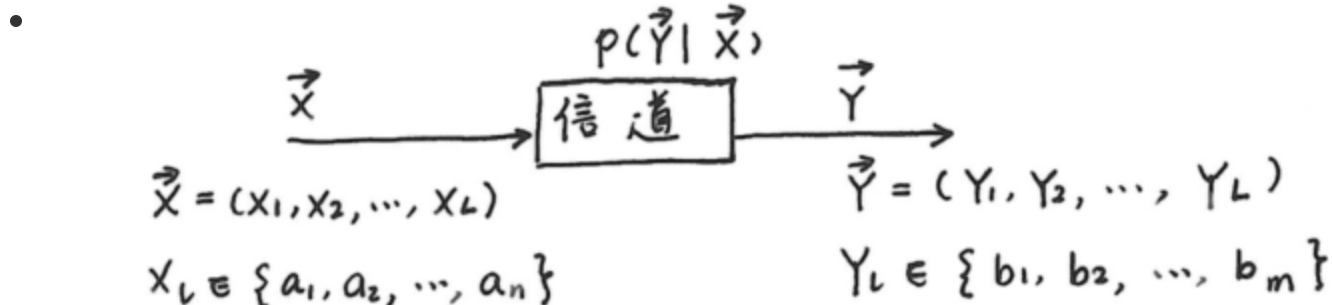 P(Y⃗|X⃗)
X⃗ 信道 Y⃗
X⃗ = (X1, X2, ..., XL) Y⃗ = (Y1, Y2, ..., YL)
Xl ∈ {a1, a2, ..., an} Yl ∈ {b1, b2, ..., bm}